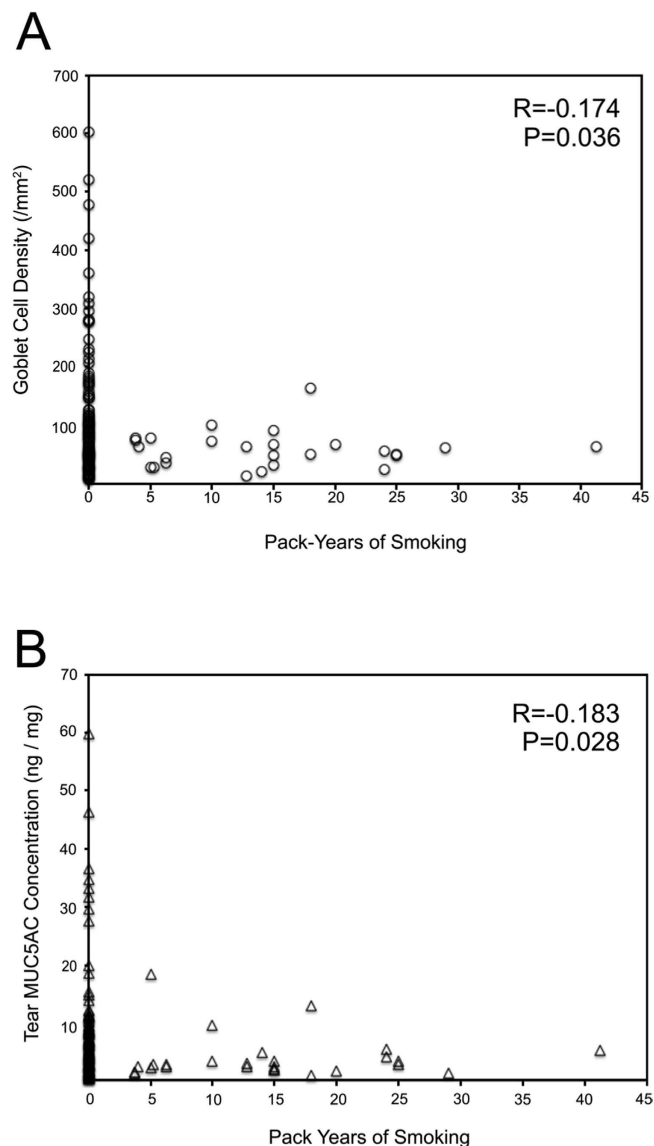 A
700
600
500
400
300
200
100
Goblet Cell Density (/mm²)
R=-0.174
P=0.036
0 5 10 15 20 25 30 35 40 45
Pack-Years of Smoking
B
70
60
50
40
30
20
10
Tear MUC5AC Concentration (ng / mg)
R=-0.183
P=0.028
0 5 10 15 20 25 30 35 40 45
Pack Years of Smoking